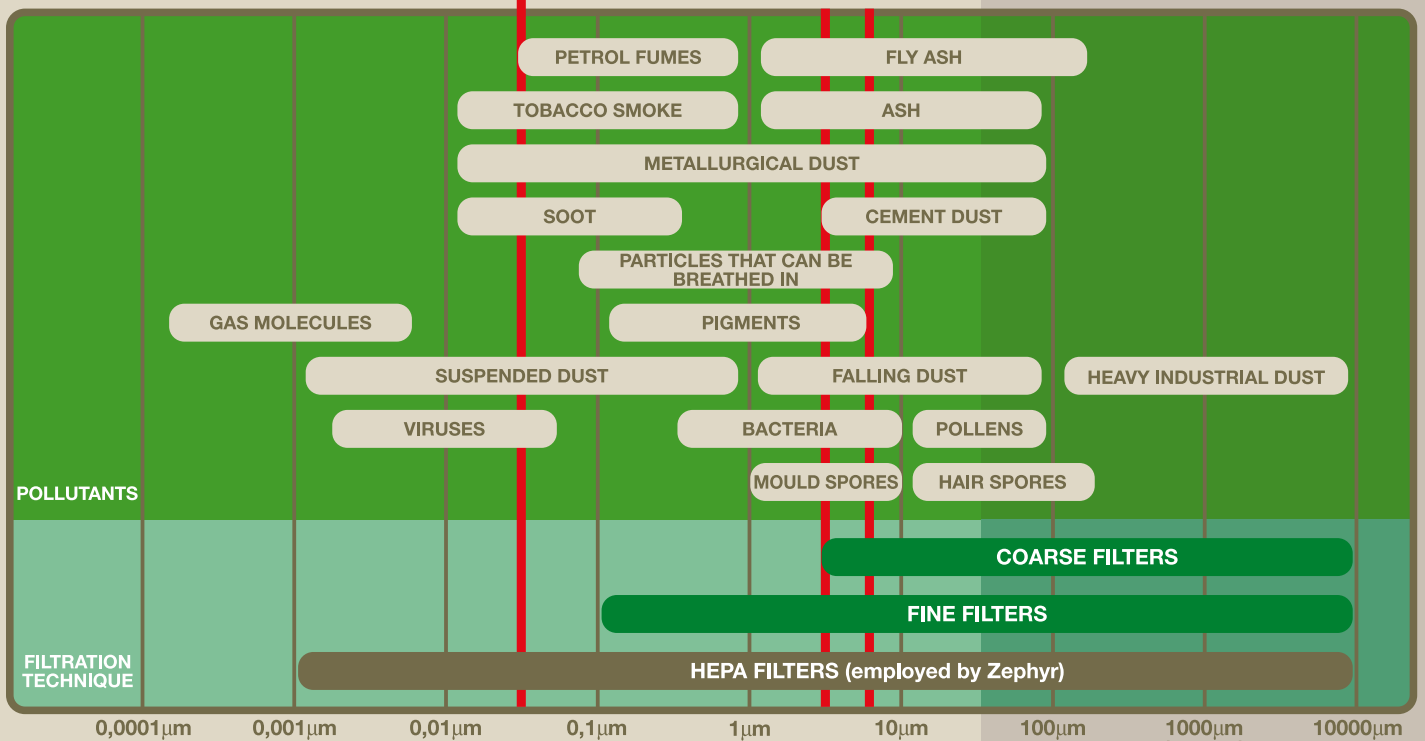 PETROL FUMES
FLY ASH
TOBACCO SMOKE
ASH
METALLURGICAL DUST
SOOT
CEMENT DUST
PARTICLES THAT CAN BE
BREATHED IN
GAS MOLECULES
PIGMENTS
SUSPENDED DUST
FALLING DUST
HEAVY INDUSTRIAL DUST
VIRUSES
BACTERIA
POLLENS
MOULD SPORES
HAIR SPORES
POLLUTANTS
COARSE FILTERS
FINE FILTERS
FILTRATION
TECHNIQUE
HEPA FILTERS (employed by Zephyr)
0,0001µm
0,001µm
0,01µm
0,1µm
1µm
10µm
100µm
1000µm
10000µm